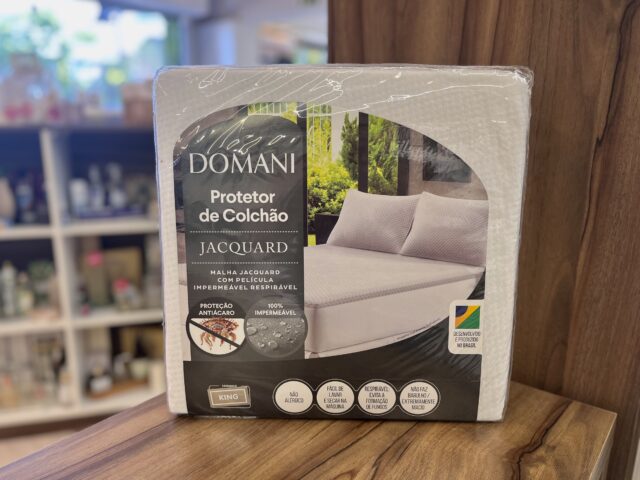 DOMANI
Protetor
de Colchão
JACQUARD
MALHA JACQUARD
COM PELÍCULA
IMPERMEÁVEL RESPIRÁVEL
PROTEÇÃO
ANTIÁCARO
100%
IMPERMEÁVEL
DESENVOLVIDO
E PRODUZIDO
NO BRASIL
KING
NÃO
ALÉRGICO
FÁCIL DE
LAVAR
E SECAR NA
MÁQUINA
RESPIRÁVEL
EVITA A
FORMAÇÃO
DE FUNGOS
NÃO FAZ
BARULHO /
EXTREMAMENTE
MACIO